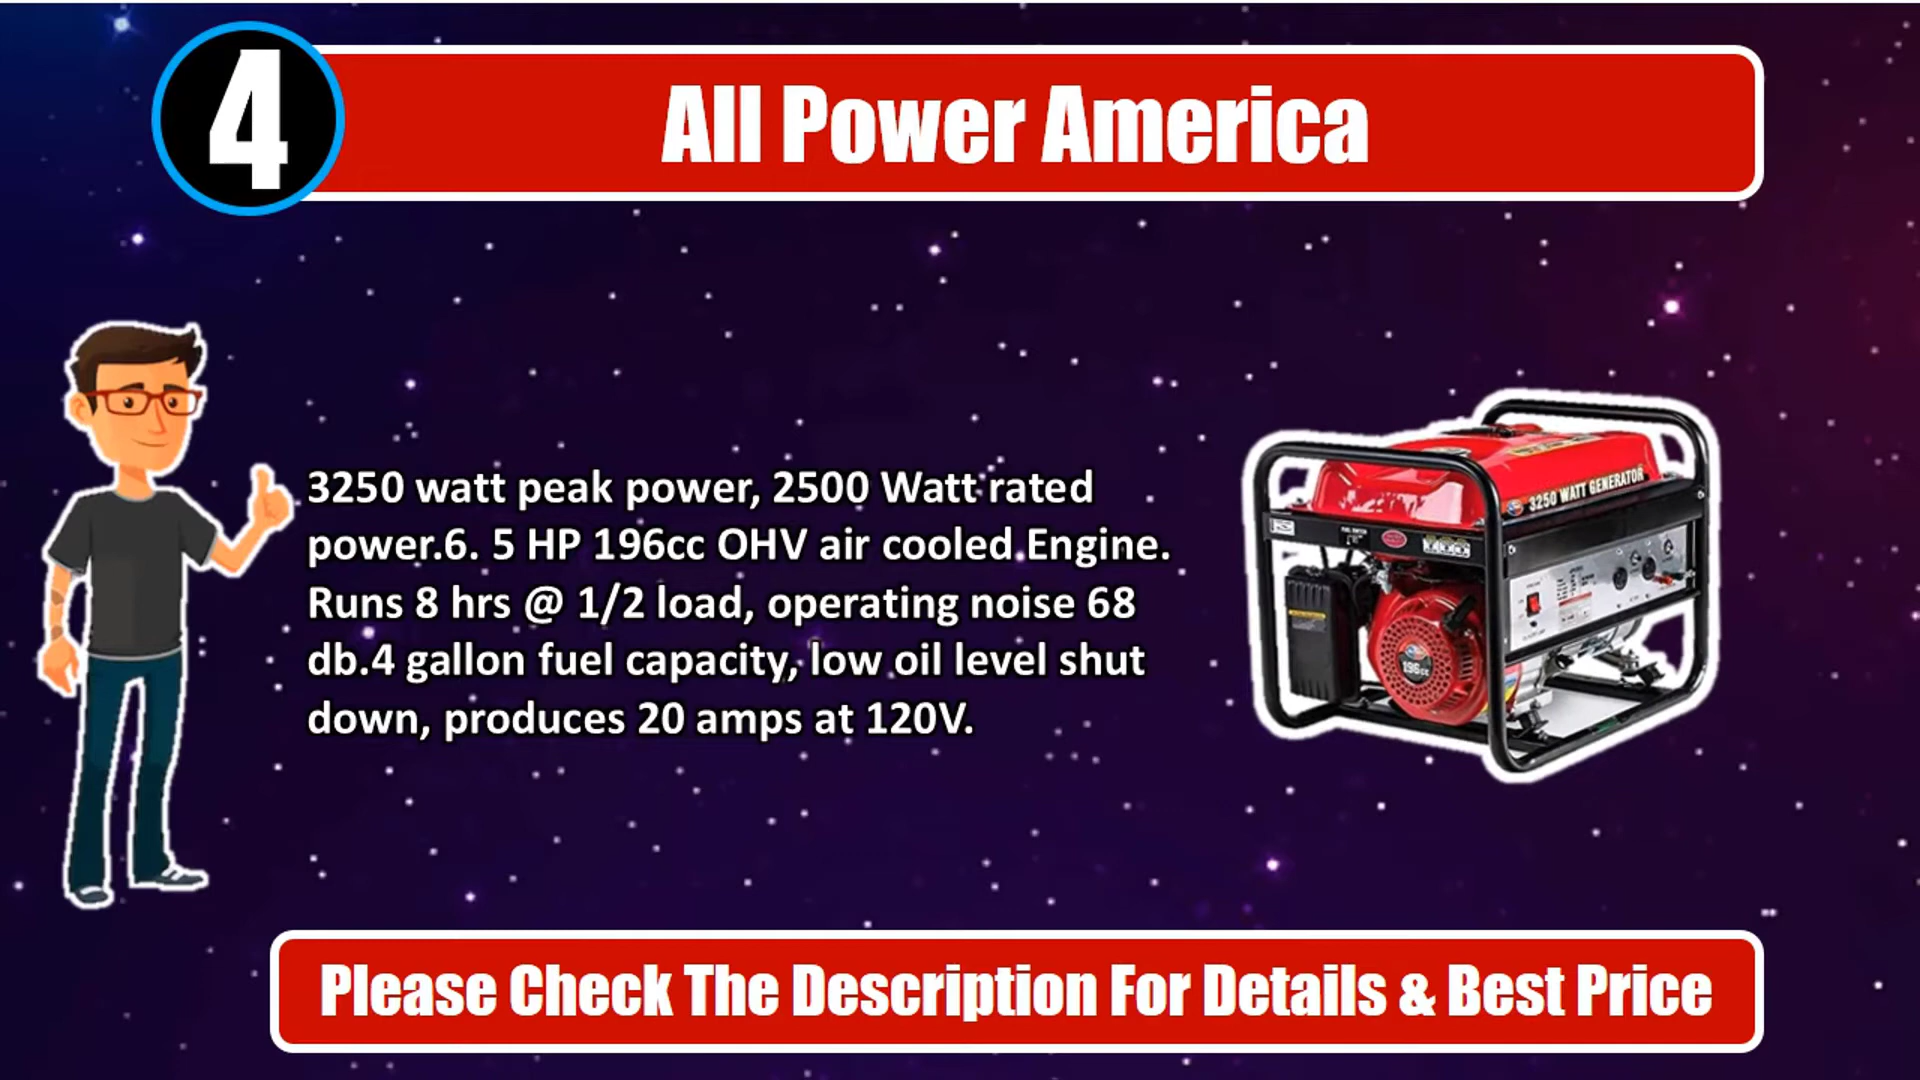 4
All Power America
3250 watt peak power, 2500 Watt rated
power.6. 5 HP 196cc OHV air cooled Engine.
Runs 8 hrs @ 1/2 load, operating noise 68
db.4 gallon fuel capacity, low oil level shut
down, produces 20 amps at 120V.
3250 WATT GENERATOR
196cc
Please Check The Description For Details & Best Price